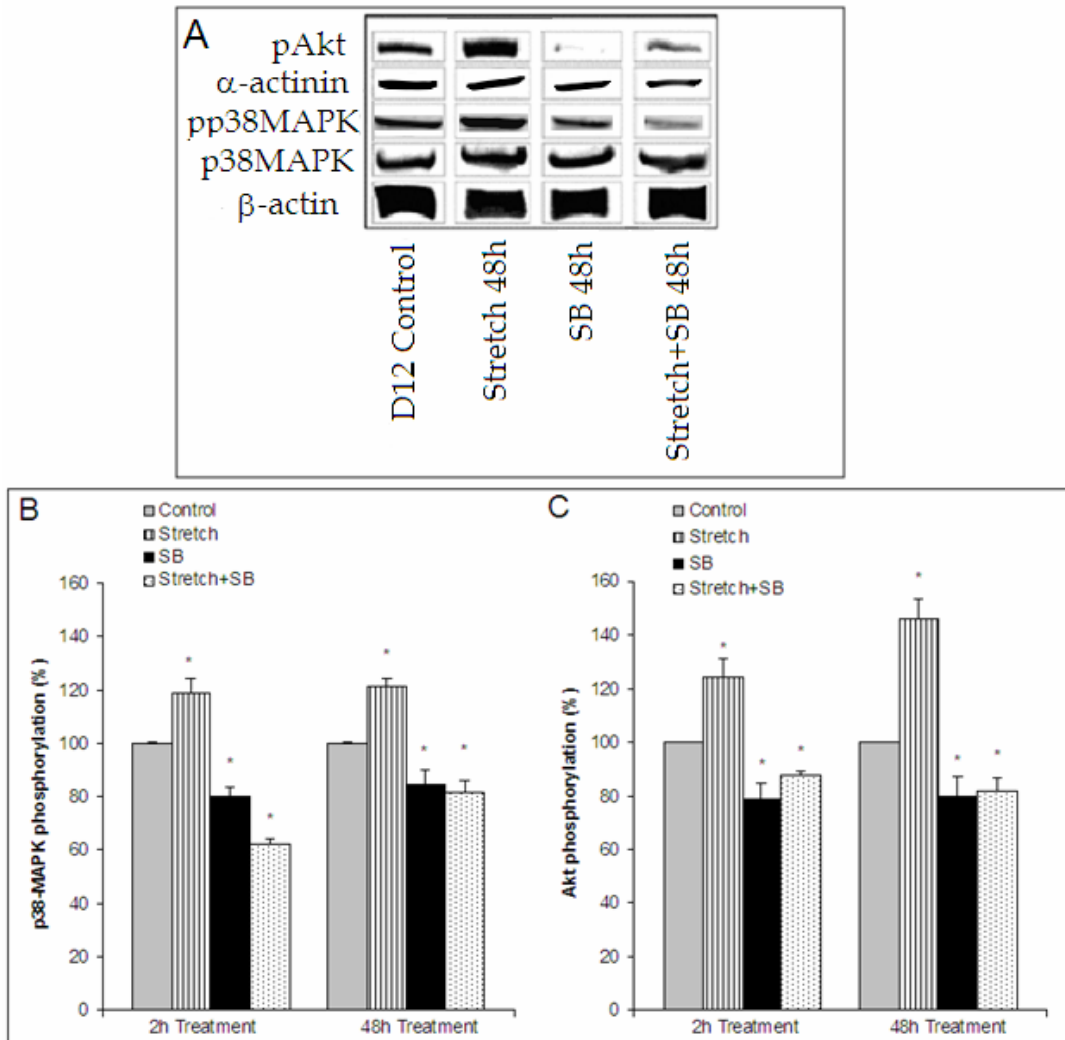 A
pAkt
α-actinin
pp38MAPK
p38MAPK
β-actin
D12 Control
Stretch 48h
SB 48h
Stretch+SB 48h
B
Control
Stretch
SB
Stretch+SB
p38-MAPK phosphorylation (%)
160
140
120
100
80
60
40
20
0
* * * * * *
2h Treatment 48h Treatment
C
Control
Stretch
SB
Stretch+SB
Akt phosphorylation (%)
160
140
120
100
80
60
40
20
0
* * * * * *
2h Treatment 48h Treatment